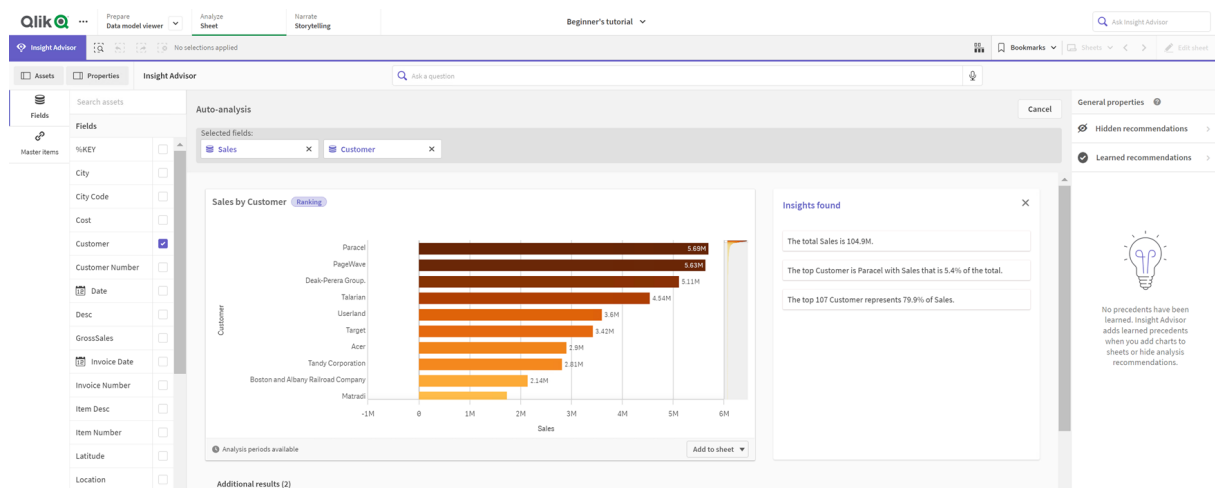 Qlik
Prepare
Data model viewer
Analyze
Sheet
Narrate
Storytelling
Beginner's tutorial
Ask Insight Advisor
Insight Advisor
No selections applied
Bookmarks
Sheets
Edit sheet
Assets
Properties
Insight Advisor
Ask a question
Fields
Master items
Search assets
Fields
%KEY
City
City Code
Cost
Customer
Customer Number
Date
Desc
GrossSales
Invoice Date
Invoice Number
Item Desc
Item Number
Latitude
Location
Auto-analysis
Cancel
Selected fields:
Sales
Customer
Sales by Customer
Ranking
Customer
Paracel
5.69M
PageWave
5.63M
Deak-Perera Group.
5.11M
Talarian
4.54M
Userland
3.6M
Target
3.42M
Acer
2.9M
Tandy Corporation
2.81M
Boston and Albany Railroad Company
2.14M
Matradi
-1M 0 1M 2M 3M 4M 5M 6M
Sales
Analysis periods available
Add to sheet
Additional results (2)
Insights found
The total Sales is 104.9M.
The top Customer is Paracel with Sales that is 5.4% of the total.
The top 107 Customer represents 79.9% of Sales.
General properties
Hidden recommendations
Learned recommendations
No precedents have been
learned. Insight Advisor
adds learned precedents
when you add charts to
sheets or hide analysis
recommendations.